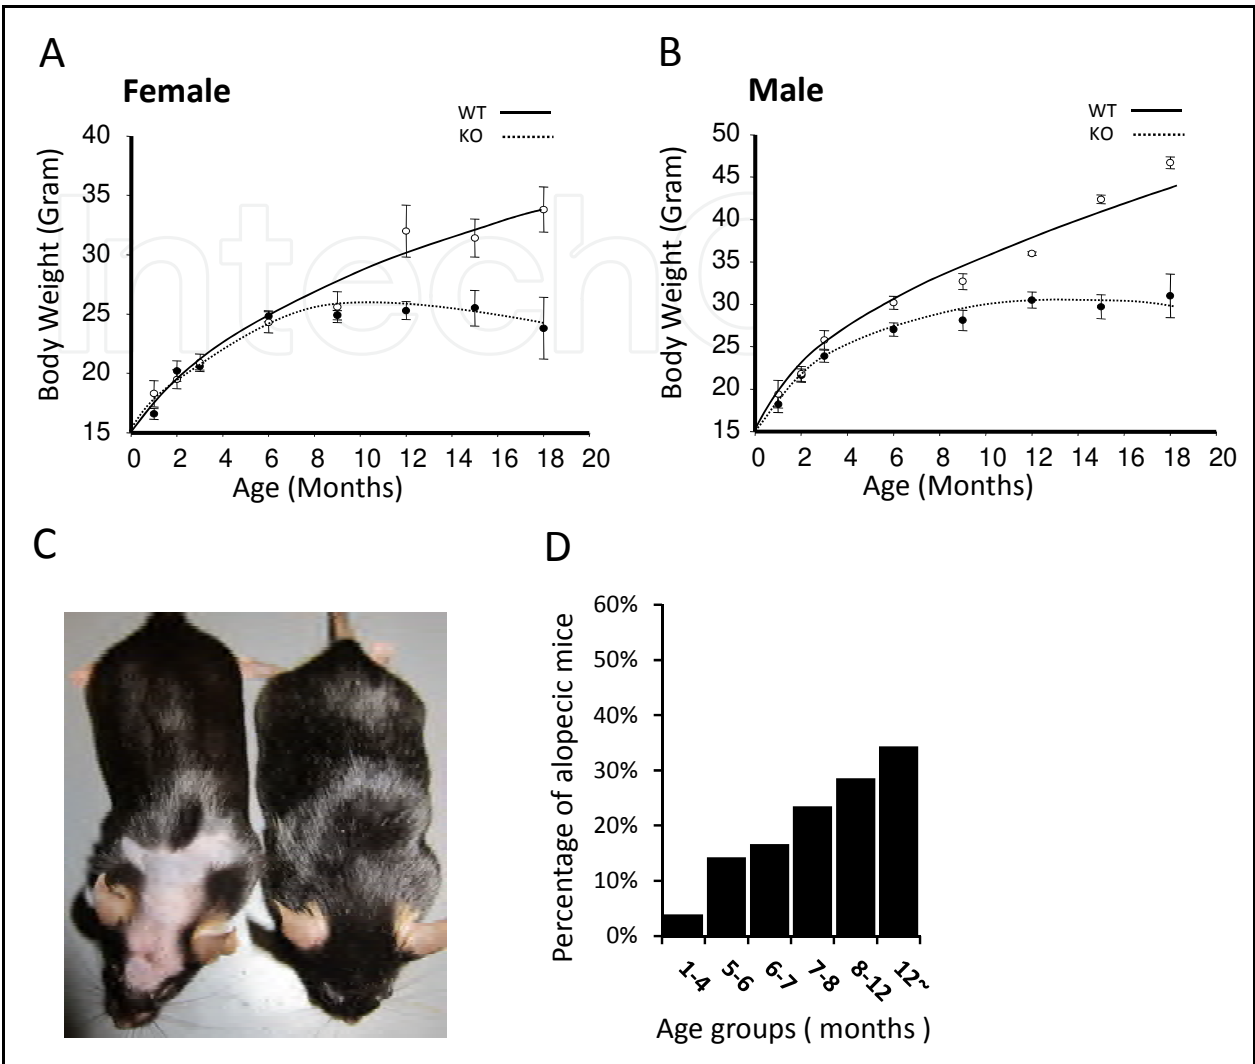 A
Female
WT
KO
40
35
30
25
20
15
Body Weight (Gram)
0 2 4 6 8 10 12 14 16 18 20
Age (Months)
B
Male
WT
KO
50
45
40
35
30
25
20
15
Body Weight (Gram)
0 2 4 6 8 10 12 14 16 18 20
Age (Months)
C
D
60%
50%
40%
30%
20%
10%
0%
Percentage of alopecic mice
1-4 5-6 6-7 7-8 8-12 12~
Age groups ( months )